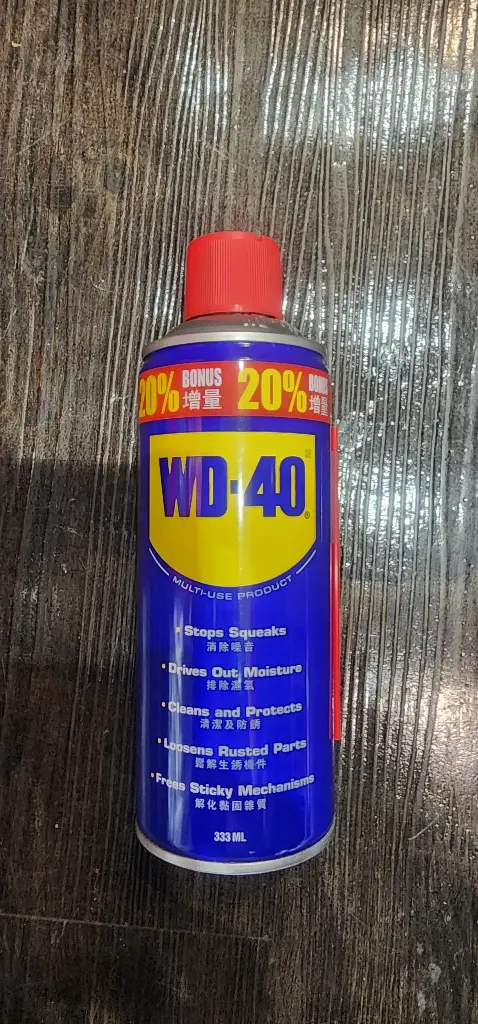 20% BONUS 增量 20% BONUS 增量
WD-40®
MULTI-USE PRODUCT
• Stops Squeaks
消除噪音
• Drives Out Moisture
排除濕氣
• Cleans and Protects
清潔及防銹
• Loosens Rusted Parts
鬆解生銹機件
• Frees Sticky Mechanisms
解化黏固雜質
333 ML